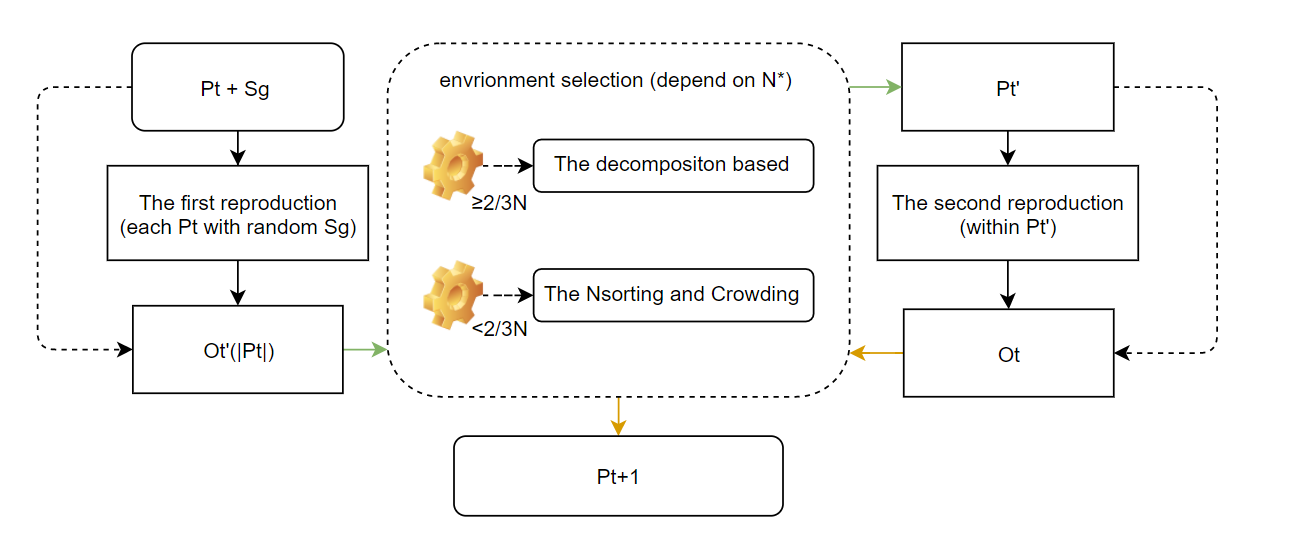 Pt + Sg
The first reproduction
(each Pt with random Sg)
Ot'(|Pt|)
envrionment selection (depend on N*)
The decompositon based
≥2/3N
The Nsorting and Crowding
<2/3N
Pt+1
Pt'
The second reproduction
(within Pt')
Ot